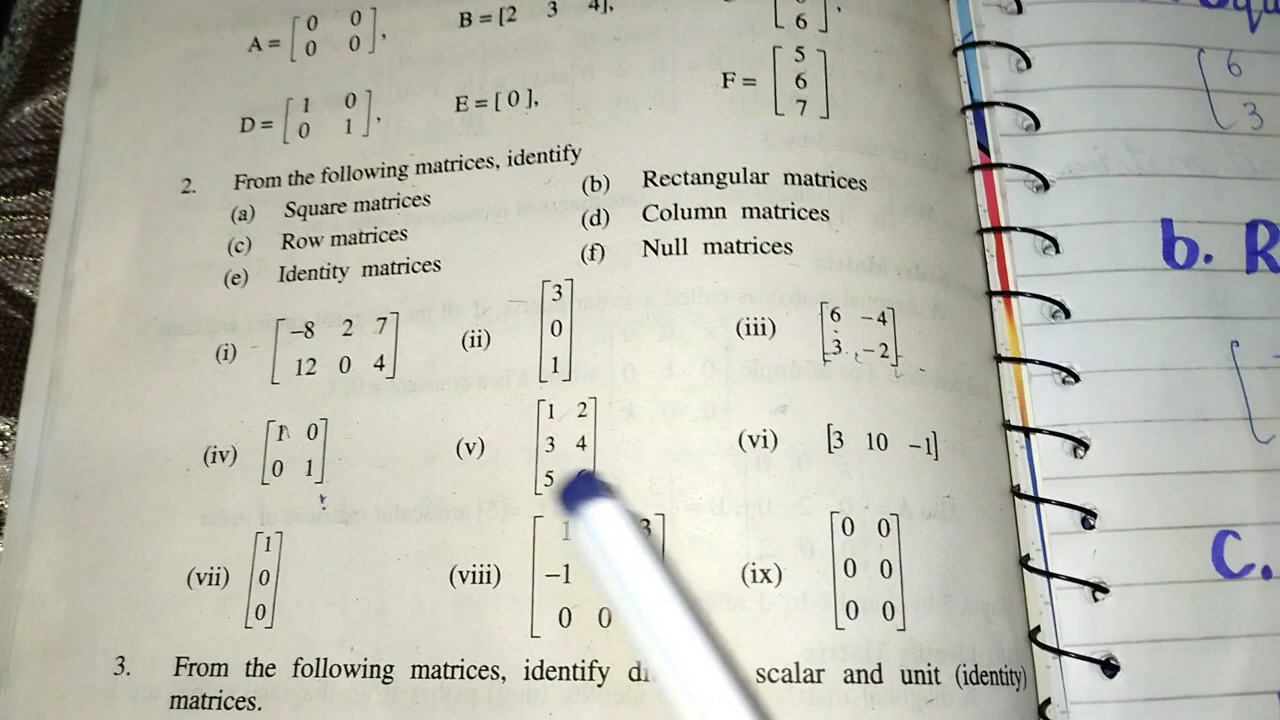 A = [ 0 0 ],
0 0
B = [2 3 4],
6
D = [ 1 0 ],
0 1
E = [ 0 ],
F = [ 5
6
7 ]
2. From the following matrices, identify
(a) Square matrices (b) Rectangular matrices
(c) Row matrices (d) Column matrices
(e) Identity matrices (f) Null matrices
(i) [ -8 2 7
12 0 4 ]
(ii) [ 3
0
1 ]
(iii) [ 6 -4
3 -2 ]
(iv) [ 1 0
0 1 ]
(v) [ 1 2
3 4
5
(vi) [3 10 -1]
(vii) [ 1
0
0 ]
(viii) [ 1 3
-1
0 0
(ix) [ 0 0
0 0
0 0 ]
3. From the following matrices, identify scalar and unit (identity)
matrices.
6
3
b. R
C.